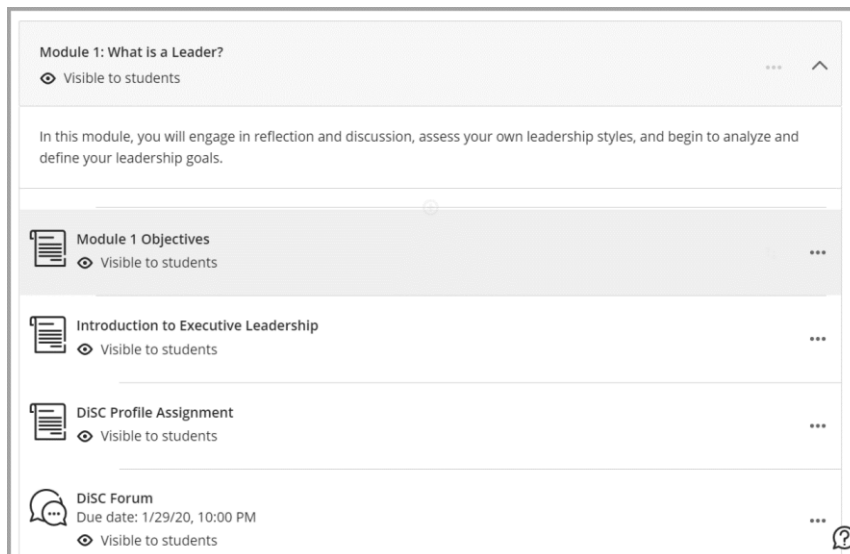 Module 1: What is a Leader?
Visible to students
In this module, you will engage in reflection and discussion, assess your own leadership styles, and begin to analyze and
define your leadership goals.
Module 1 Objectives
Visible to students
Introduction to Executive Leadership
Visible to students
DiSC Profile Assignment
Visible to students
DiSC Forum
Due date: 1/29/20, 10:00 PM
Visible to students